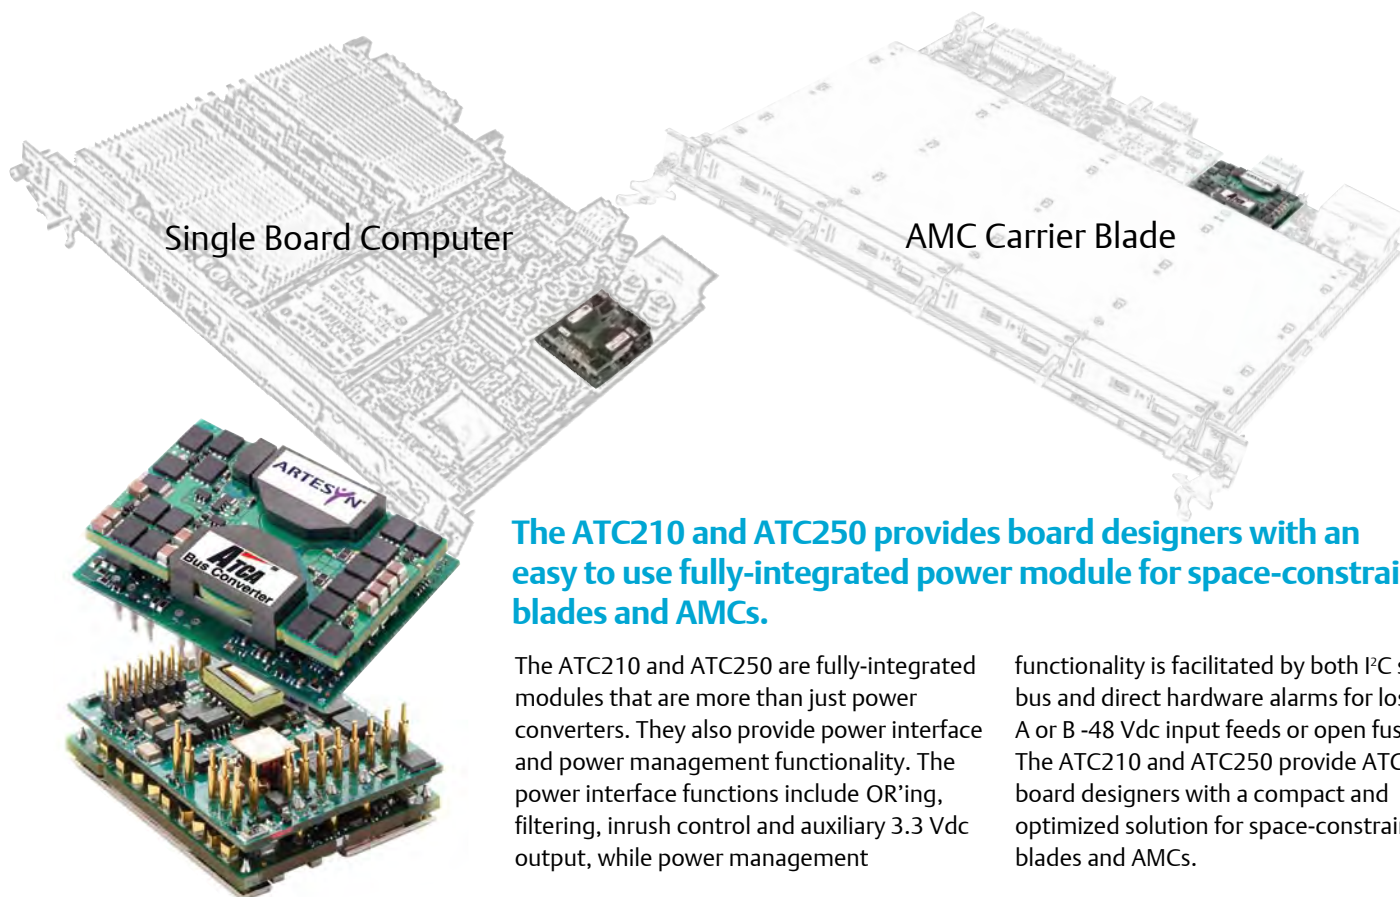 Single Board Computer
AMC Carrier Blade
ARTESYN
ATCA
Bus Converter
The ATC210 and ATC250 provides board designers with an
easy to use fully-integrated power module for space-constrai
blades and AMCs.
The ATC210 and ATC250 are fully-integrated
modules that are more than just power
converters. They also provide power interface
and power management functionality. The
power interface functions include OR’ing,
filtering, inrush control and auxiliary 3.3 Vdc
output, while power management
functionality is facilitated by both I²C s
bus and direct hardware alarms for los
A or B -48 Vdc input feeds or open fus
The ATC210 and ATC250 provide ATC
board designers with a compact and
optimized solution for space-constrai
blades and AMCs.